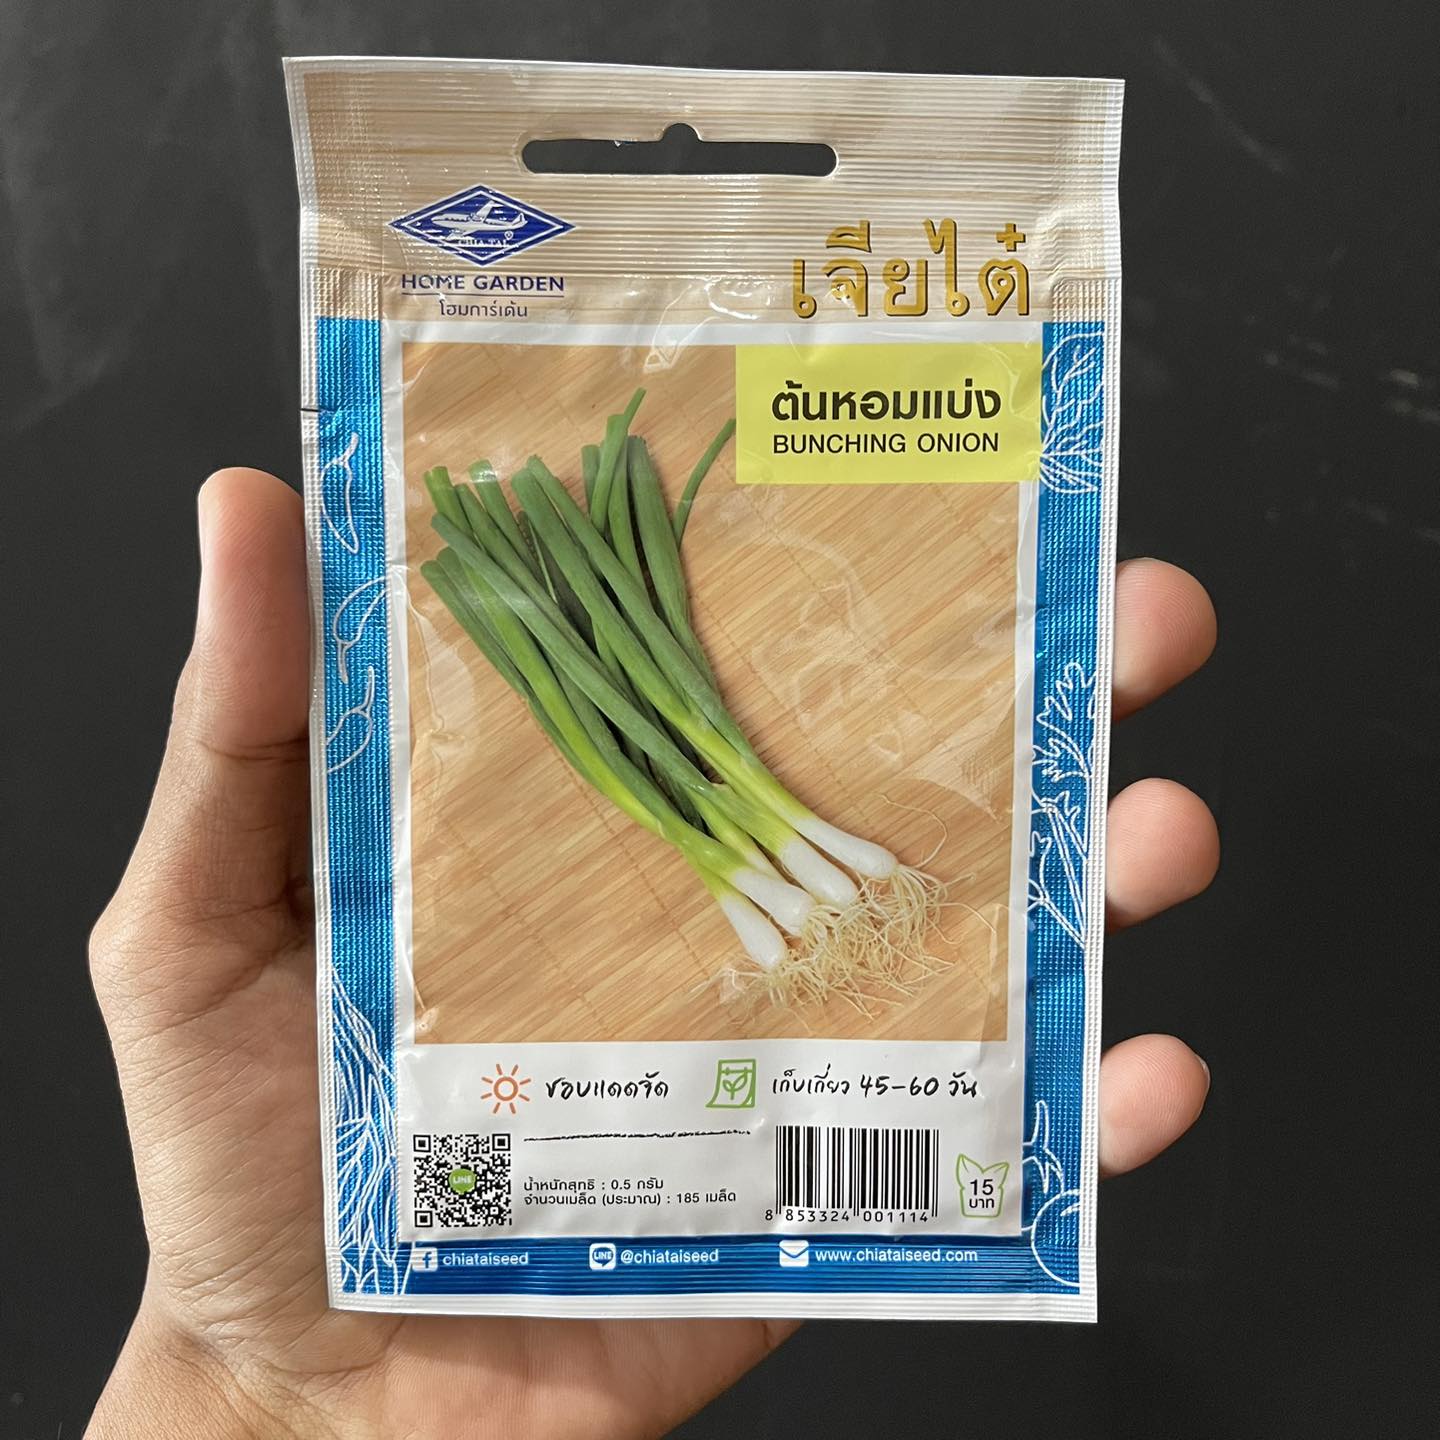 CHIA TAI
HOME GARDEN
โฮมการ์เด้น
เจียไต๋
ต้นหอมแบ่ง
BUNCHING ONION
ชอบแดดจัด
เก็บเกี่ยว 45-60 วัน
LINE
น้ำหนักสุทธิ : 0.5 กรัม
จำนวนเมล็ด (ประมาณ) : 185 เมล็ด
8 853324 001114
15
บาท
f chiataiseed
LINE @chiataiseed
www.chiataiseed.com